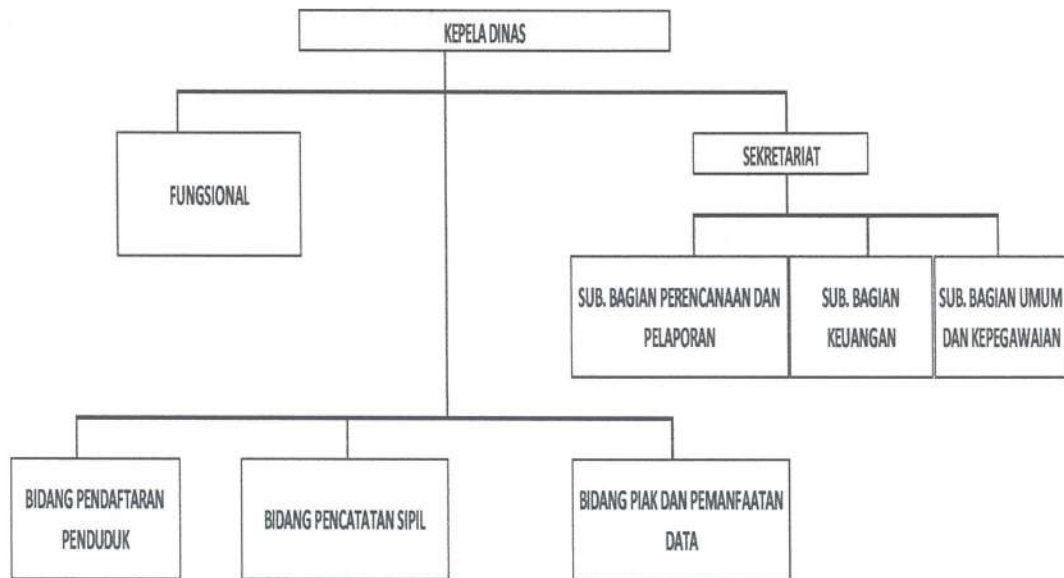 KEPELA DINAS
FUNGSIONAL
SEKRETARIAT
SUB. BAGIAN PERENCANAAN DAN
PELAPORAN
SUB. BAGIAN
KEUANGAN
SUB. BAGIAN UMUM
DAN KEPEGAWAIAN
BIDANG PENDAFTARAN
PENDUDUK
BIDANG PENCATATAN SIPIL
BIDANG PIAK DAN PEMANFAATAN
DATA